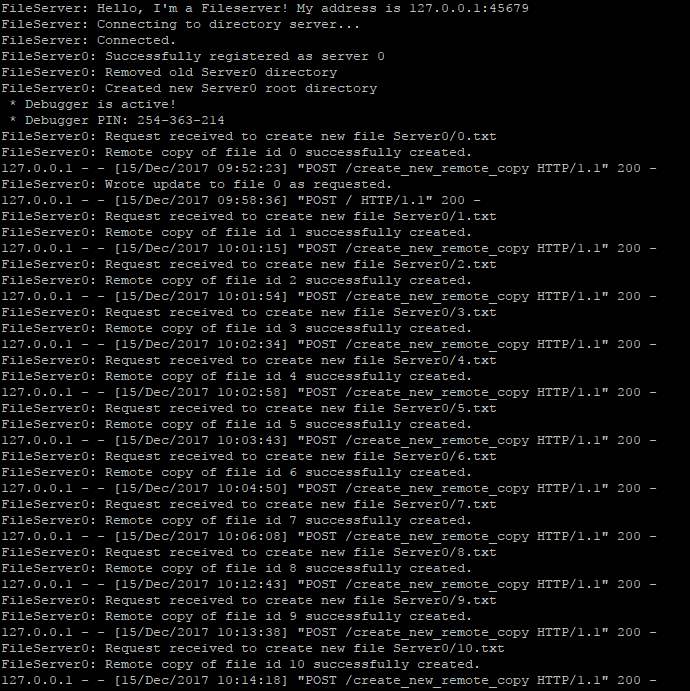 FileServer: Hello, I'm a Fileserver! My address is 127.0.0.1:45679
FileServer: Connecting to directory server...
FileServer: Connected.
FileServer0: Successfully registered as server 0
FileServer0: Removed old Server0 directory
FileServer0: Created new Server0 root directory
 * Debugger is active!
 * Debugger PIN: 254-363-214
FileServer0: Request received to create new file Server0/0.txt
FileServer0: Remote copy of file id 0 successfully created.
127.0.0.1 - - [15/Dec/2017 09:52:23] "POST /create_new_remote_copy HTTP/1.1" 200 -
FileServer0: Wrote update to file 0 as requested.
127.0.0.1 - - [15/Dec/2017 09:58:36] "POST / HTTP/1.1" 200 -
FileServer0: Request received to create new file Server0/1.txt
FileServer0: Remote copy of file id 1 successfully created.
127.0.0.1 - - [15/Dec/2017 10:01:15] "POST /create_new_remote_copy HTTP/1.1" 200 -
FileServer0: Request received to create new file Server0/2.txt
FileServer0: Remote copy of file id 2 successfully created.
127.0.0.1 - - [15/Dec/2017 10:01:54] "POST /create_new_remote_copy HTTP/1.1" 200 -
FileServer0: Request received to create new file Server0/3.txt
FileServer0: Remote copy of file id 3 successfully created.
127.0.0.1 - - [15/Dec/2017 10:02:34] "POST /create_new_remote_copy HTTP/1.1" 200 -
FileServer0: Request received to create new file Server0/4.txt
FileServer0: Remote copy of file id 4 successfully created.
127.0.0.1 - - [15/Dec/2017 10:02:58] "POST /create_new_remote_copy HTTP/1.1" 200 -
FileServer0: Request received to create new file Server0/5.txt
FileServer0: Remote copy of file id 5 successfully created.
127.0.0.1 - - [15/Dec/2017 10:03:43] "POST /create_new_remote_copy HTTP/1.1" 200 -
FileServer0: Request received to create new file Server0/6.txt
FileServer0: Remote copy of file id 6 successfully created.
127.0.0.1 - - [15/Dec/2017 10:04:50] "POST /create_new_remote_copy HTTP/1.1" 200 -
FileServer0: Request received to create new file Server0/7.txt
FileServer0: Remote copy of file id 7 successfully created.
127.0.0.1 - - [15/Dec/2017 10:06:08] "POST /create_new_remote_copy HTTP/1.1" 200 -
FileServer0: Request received to create new file Server0/8.txt
FileServer0: Remote copy of file id 8 successfully created.
127.0.0.1 - - [15/Dec/2017 10:12:43] "POST /create_new_remote_copy HTTP/1.1" 200 -
FileServer0: Request received to create new file Server0/9.txt
FileServer0: Remote copy of file id 9 successfully created.
127.0.0.1 - - [15/Dec/2017 10:13:38] "POST /create_new_remote_copy HTTP/1.1" 200 -
FileServer0: Request received to create new file Server0/10.txt
FileServer0: Remote copy of file id 10 successfully created.
127.0.0.1 - - [15/Dec/2017 10:14:18] "POST /create_new_remote_copy HTTP/1.1" 200 -